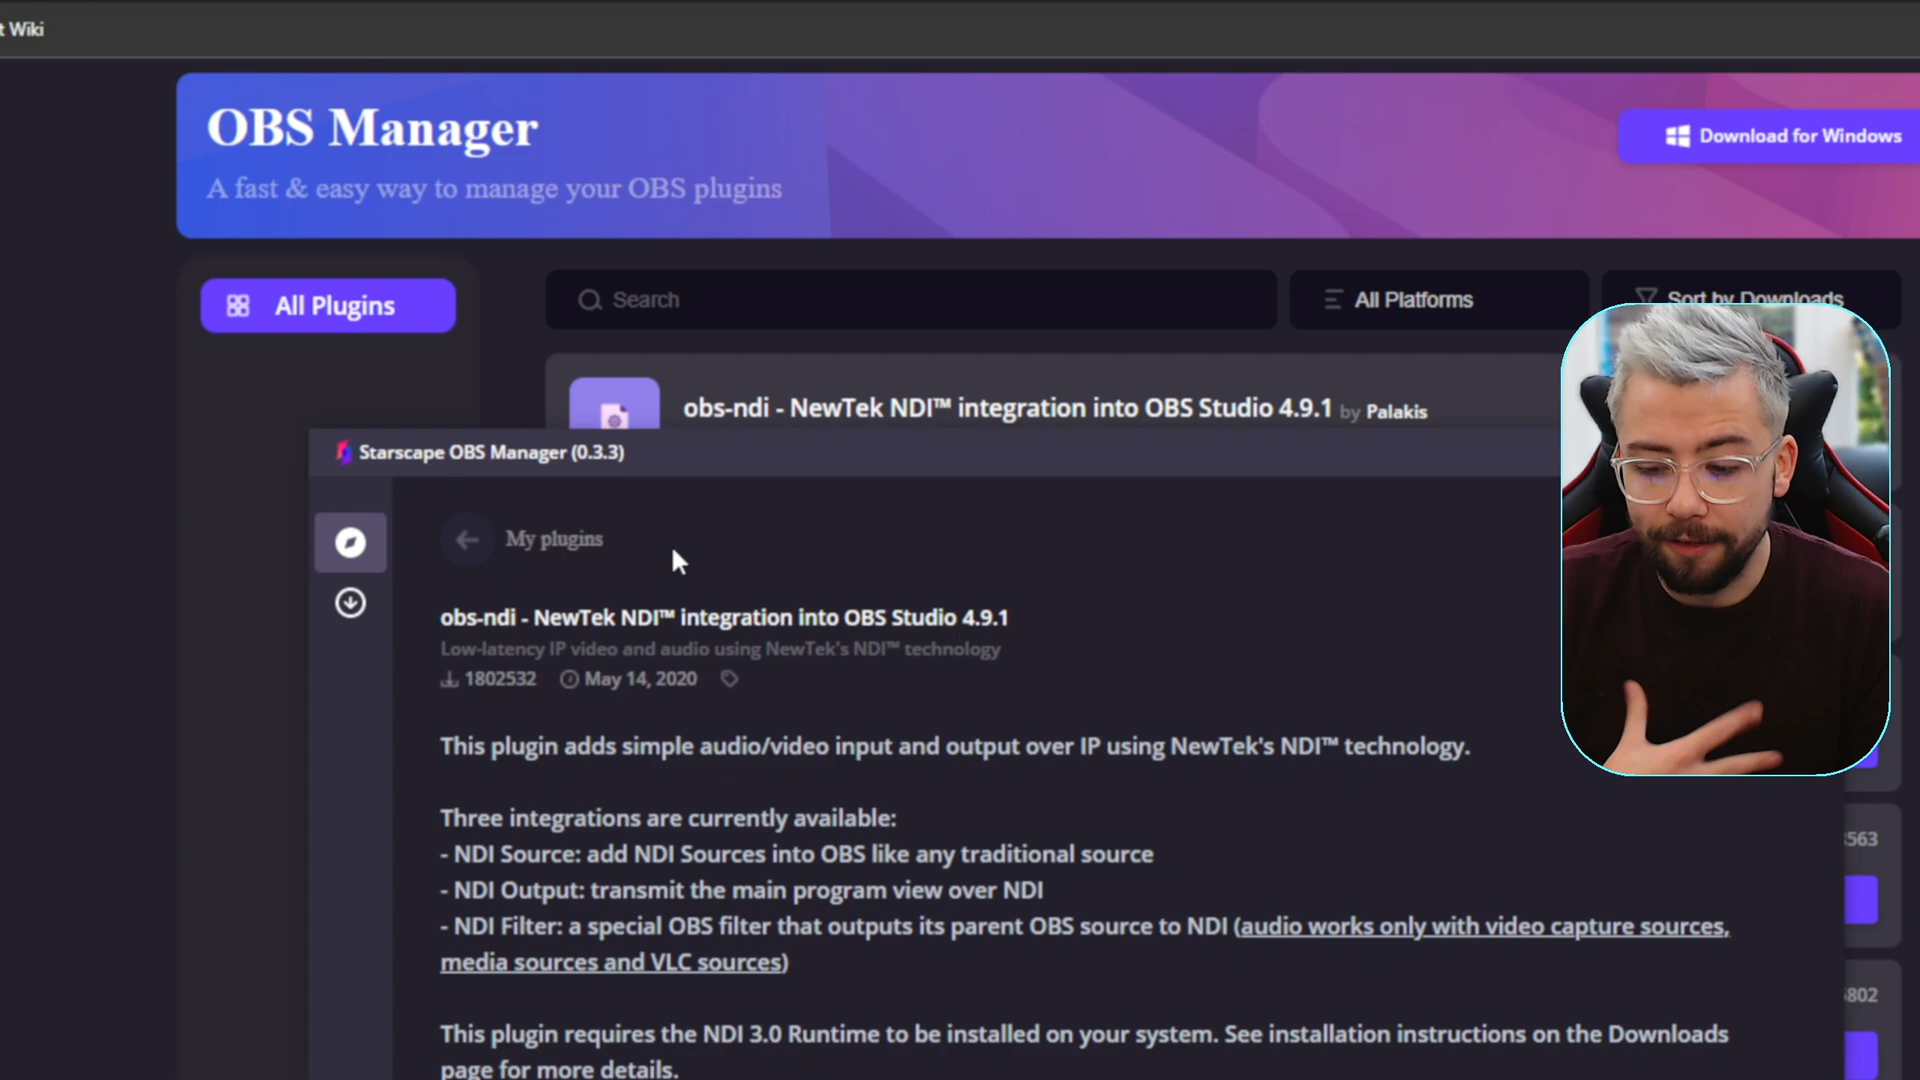 t Wiki
OBS Manager
A fast & easy way to manage your OBS plugins
Download for Windows
All Plugins
Search
All Platforms
Sort by Downloads
obs-ndi - NewTek NDI™ integration into OBS Studio 4.9.1 by Palakis
Starscape OBS Manager (0.3.3)
My plugins
obs-ndi - NewTek NDI™ integration into OBS Studio 4.9.1
Low-latency IP video and audio using NewTek's NDI™ technology
1802532 May 14, 2020
This plugin adds simple audio/video input and output over IP using NewTek's NDI™ technology.
Three integrations are currently available:
- NDI Source: add NDI Sources into OBS like any traditional source
- NDI Output: transmit the main program view over NDI
- NDI Filter: a special OBS filter that outputs its parent OBS source to NDI (audio works only with video capture sources,
media sources and VLC sources)
563
This plugin requires the NDI 3.0 Runtime to be installed on your system. See installation instructions on the Downloads
page for more details.
802